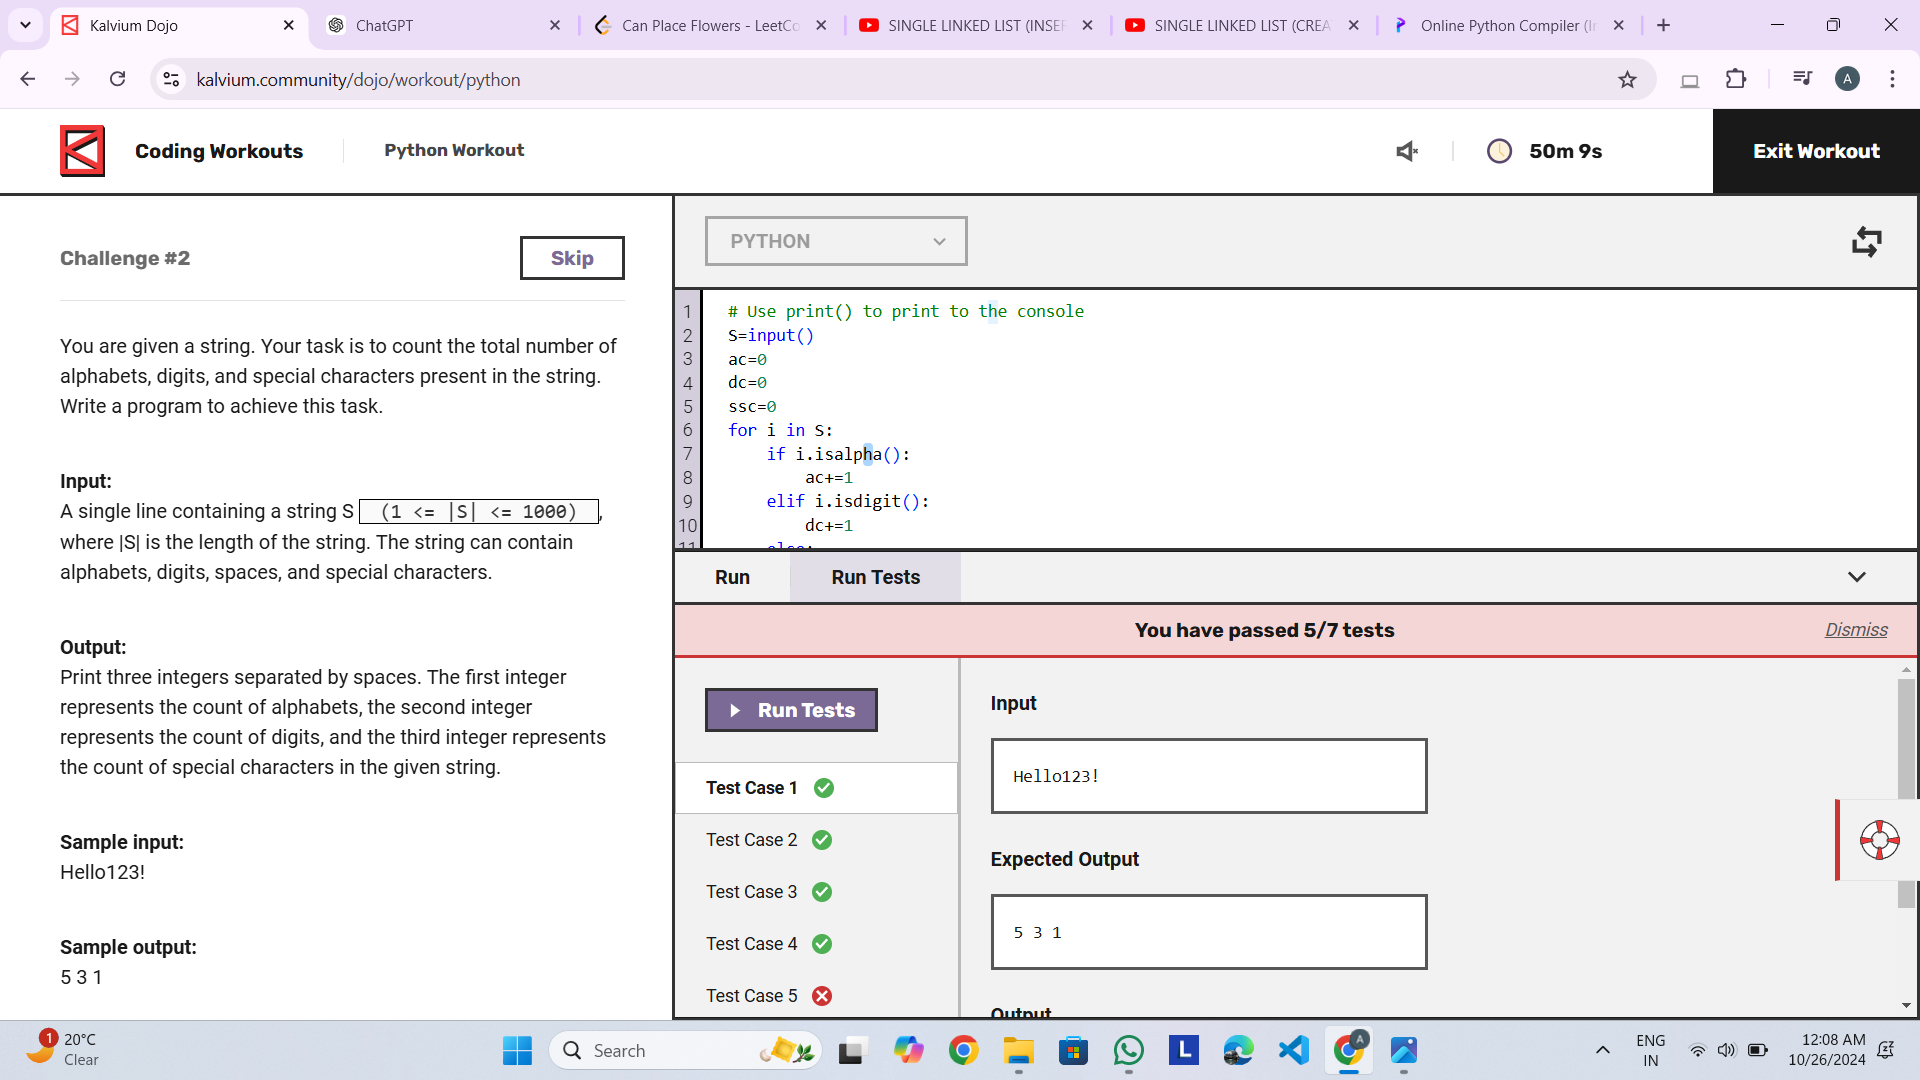 Kalvium Dojo
ChatGPT
Can Place Flowers - LeetCo
SINGLE LINKED LIST (INSER
SINGLE LINKED LIST (CREA
Online Python Compiler (In
kalvium.community/dojo/workout/python
A
Coding Workouts
Python Workout
50m 9s
Exit Workout
Challenge #2
Skip
You are given a string. Your task is to count the total number of
alphabets, digits, and special characters present in the string.
Write a program to achieve this task.
Input:
A single line containing a string S (1 <= |S| <= 1000) ,
where |S| is the length of the string. The string can contain
alphabets, digits, spaces, and special characters.
Output:
Print three integers separated by spaces. The first integer
represents the count of alphabets, the second integer
represents the count of digits, and the third integer represents
the count of special characters in the given string.
Sample input:
Hello123!
Sample output:
5 3 1
PYTHON
1 # Use print() to print to the console
2 S=input()
3 ac=0
4 dc=0
5 ssc=0
6 for i in S:
7 if i.isalpha():
8 ac+=1
9 elif i.isdigit():
10 dc+=1
11 else:
Run
Run Tests
You have passed 5/7 tests
Dismiss
Run Tests
Test Case 1
Test Case 2
Test Case 3
Test Case 4
Test Case 5
Input
Hello123!
Expected Output
5 3 1
Output
1
20°C
Clear
Search
L
A
ENG
IN
12:08 AM
10/26/2024